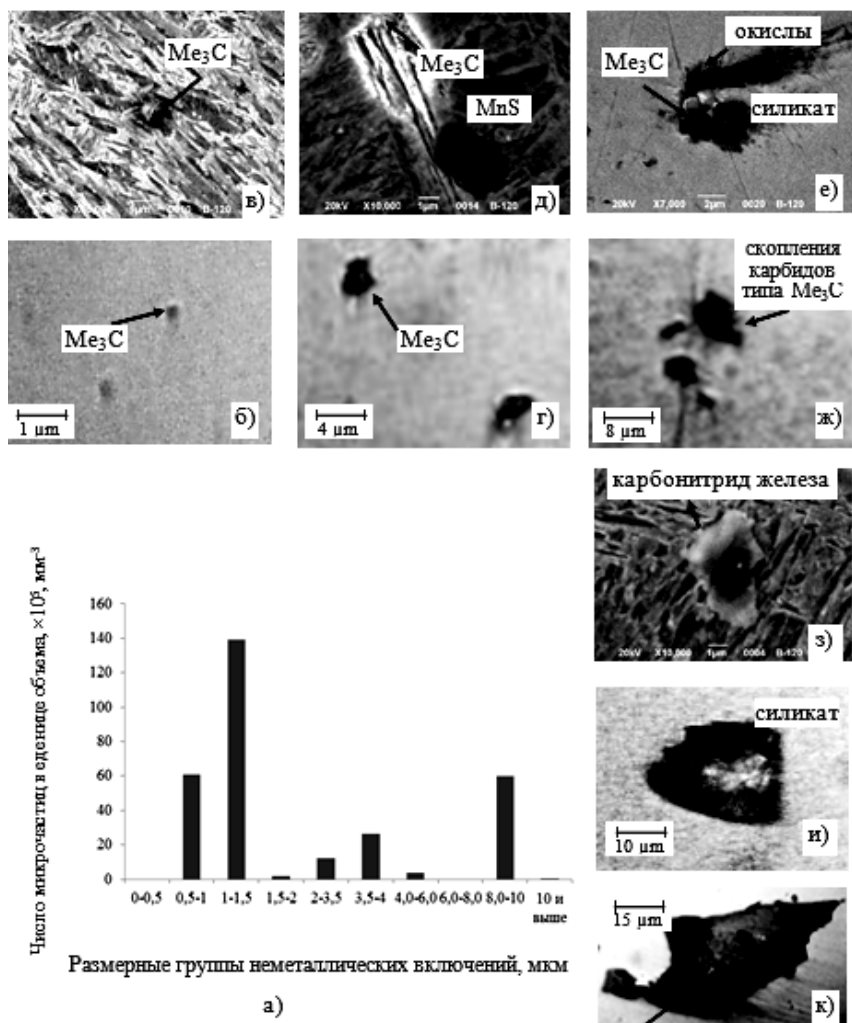 Me₃C
в)
Me₃C
MnS
20kV X10,000 1µm 0014 B-120
д)
окислы
Me₃C
силикат
20kV X7,000 2µm 0020 B-120
е)
Me₃C
1 µm
б)
Me₃C
4 µm
г)
скопления
карбидов
типа Me₃C
8 µm
ж)
карбонитрид железа
20kV X10,000 1µm 0004 B-120
з)
Число микрочастиц в еденице объема, ×10⁵, мм⁻³
160
140
120
100
80
60
40
20
0
0-0,5 0,5-1 1-1,5 1,5-2 2-3,5 3,5-4 4,0-6,0 6,0-8,0 8,0-10 10 и
выше
Размерные группы неметаллических включений, мкм
а)
силикат
10 µm
и)
15 µm
к)